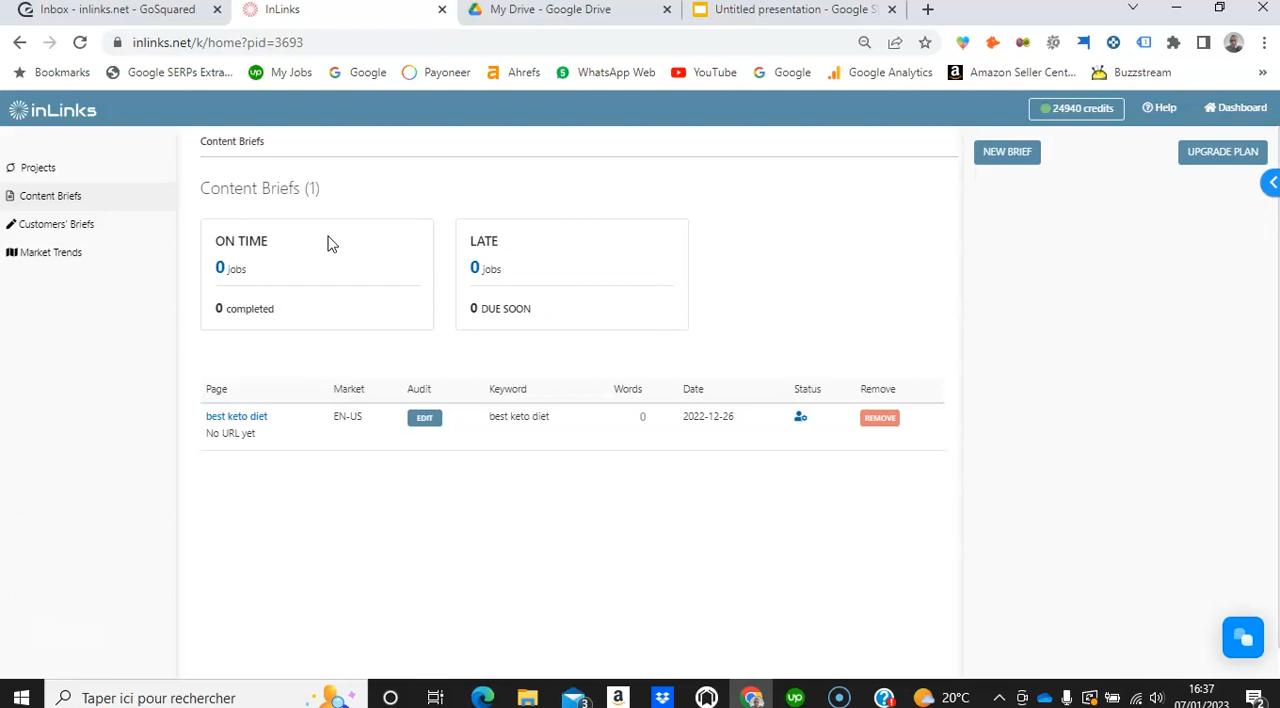 Inbox - inlinks.net - GoSquared
InLinks
My Drive - Google Drive
Untitled presentation - Google S
inlinks.net/k/home?pid=3693
Bookmarks
Google SERPs Extra...
My Jobs
Google
Payoneer
Ahrefs
WhatsApp Web
YouTube
Google
Google Analytics
Amazon Seller Cent...
Buzzstream
inLinks
24940 credits
Help
Dashboard
Projects
Content Briefs
Customers' Briefs
Market Trends
Content Briefs
Content Briefs (1)
NEW BRIEF
UPGRADE PLAN
ON TIME
0 jobs
0 completed
LATE
0 jobs
0 DUE SOON
Page Market Audit Keyword Words Date Status Remove
best keto diet EN-US EDIT best keto diet 0 2022-12-26 REMOVE
No URL yet
Taper ici pour rechercher
20°C
16:37
07/01/2023